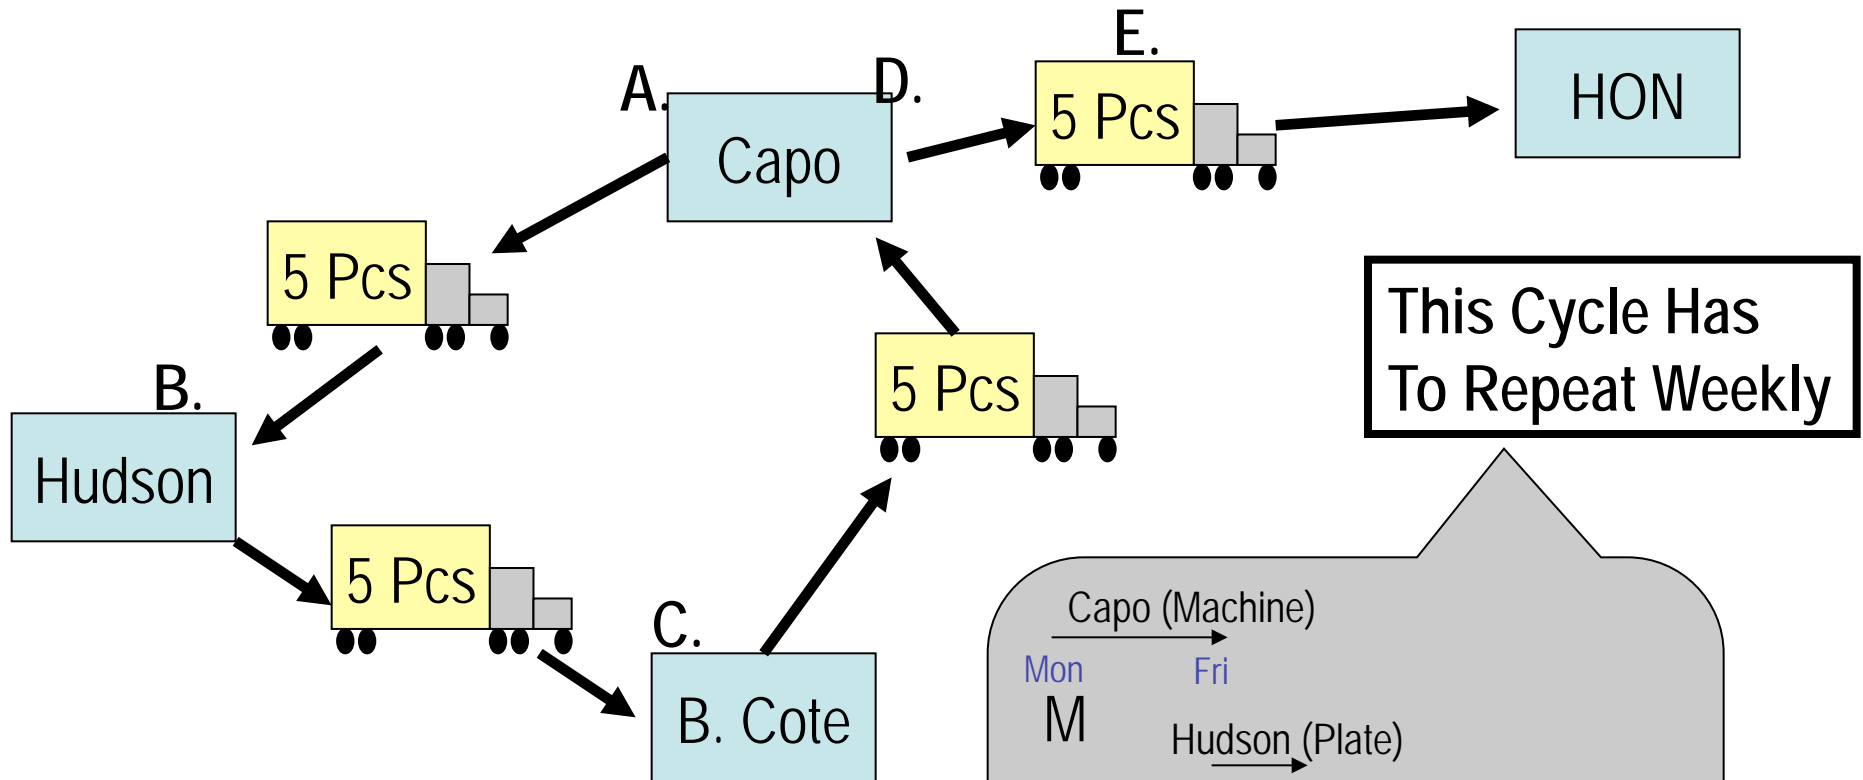 E.
A.
D.
5 Pcs
HON
Capo
5 Pcs
This Cycle Has
To Repeat Weekly
5 Pcs
B.
Hudson
5 Pcs
C.
B. Cote
Capo (Machine)
Mon Fri
M
Hudson (Plate)